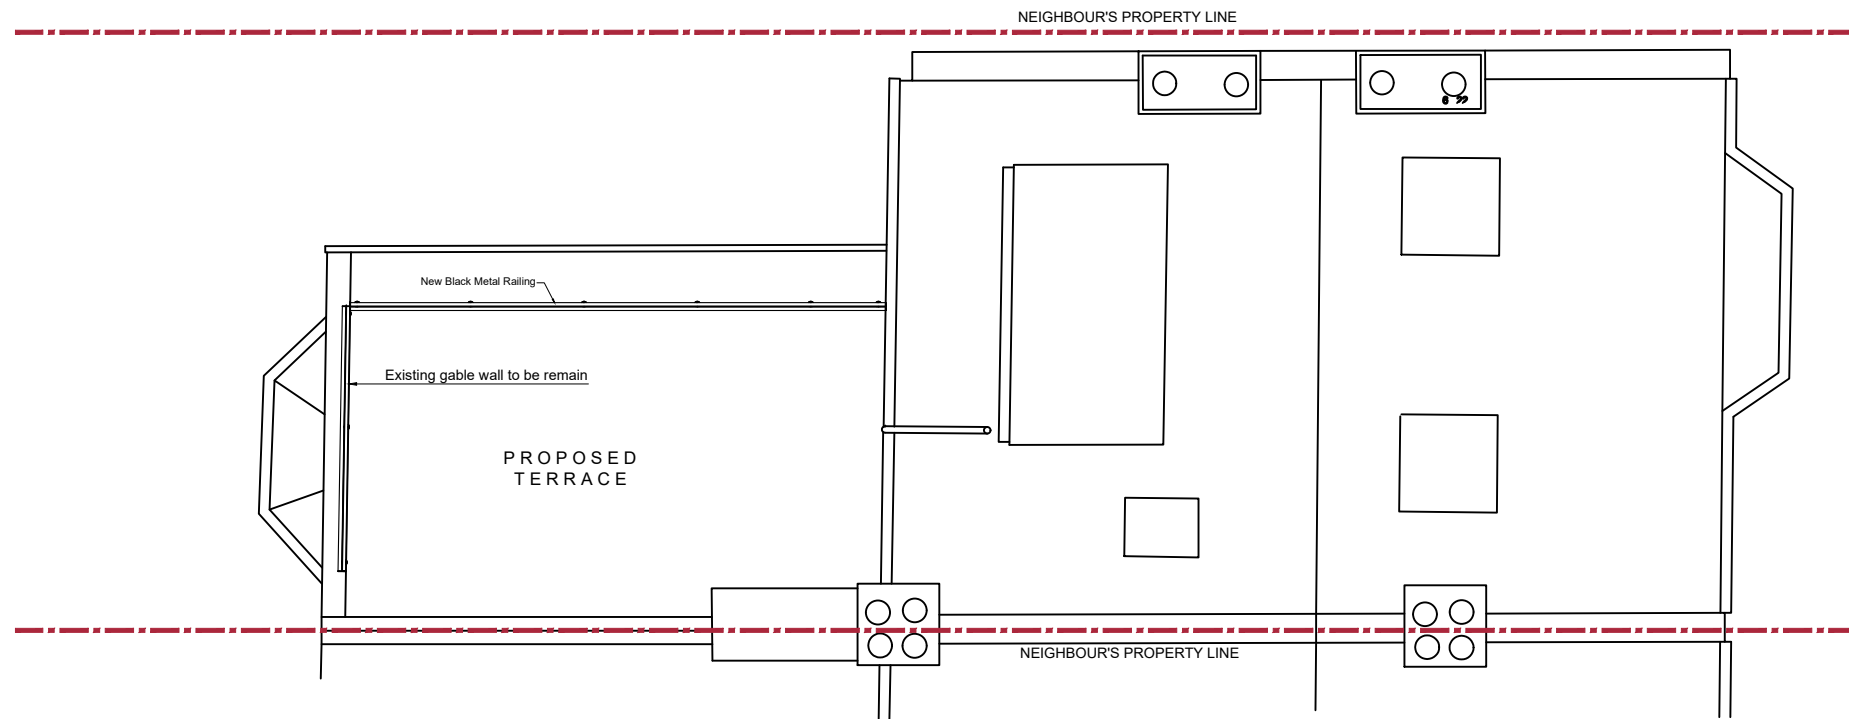 NEIGHBOUR'S PROPERTY LINE
New Black Metal Railing
Existing gable wall to be remain
PROPOSED
TERRACE
NEIGHBOUR'S PROPERTY LINE